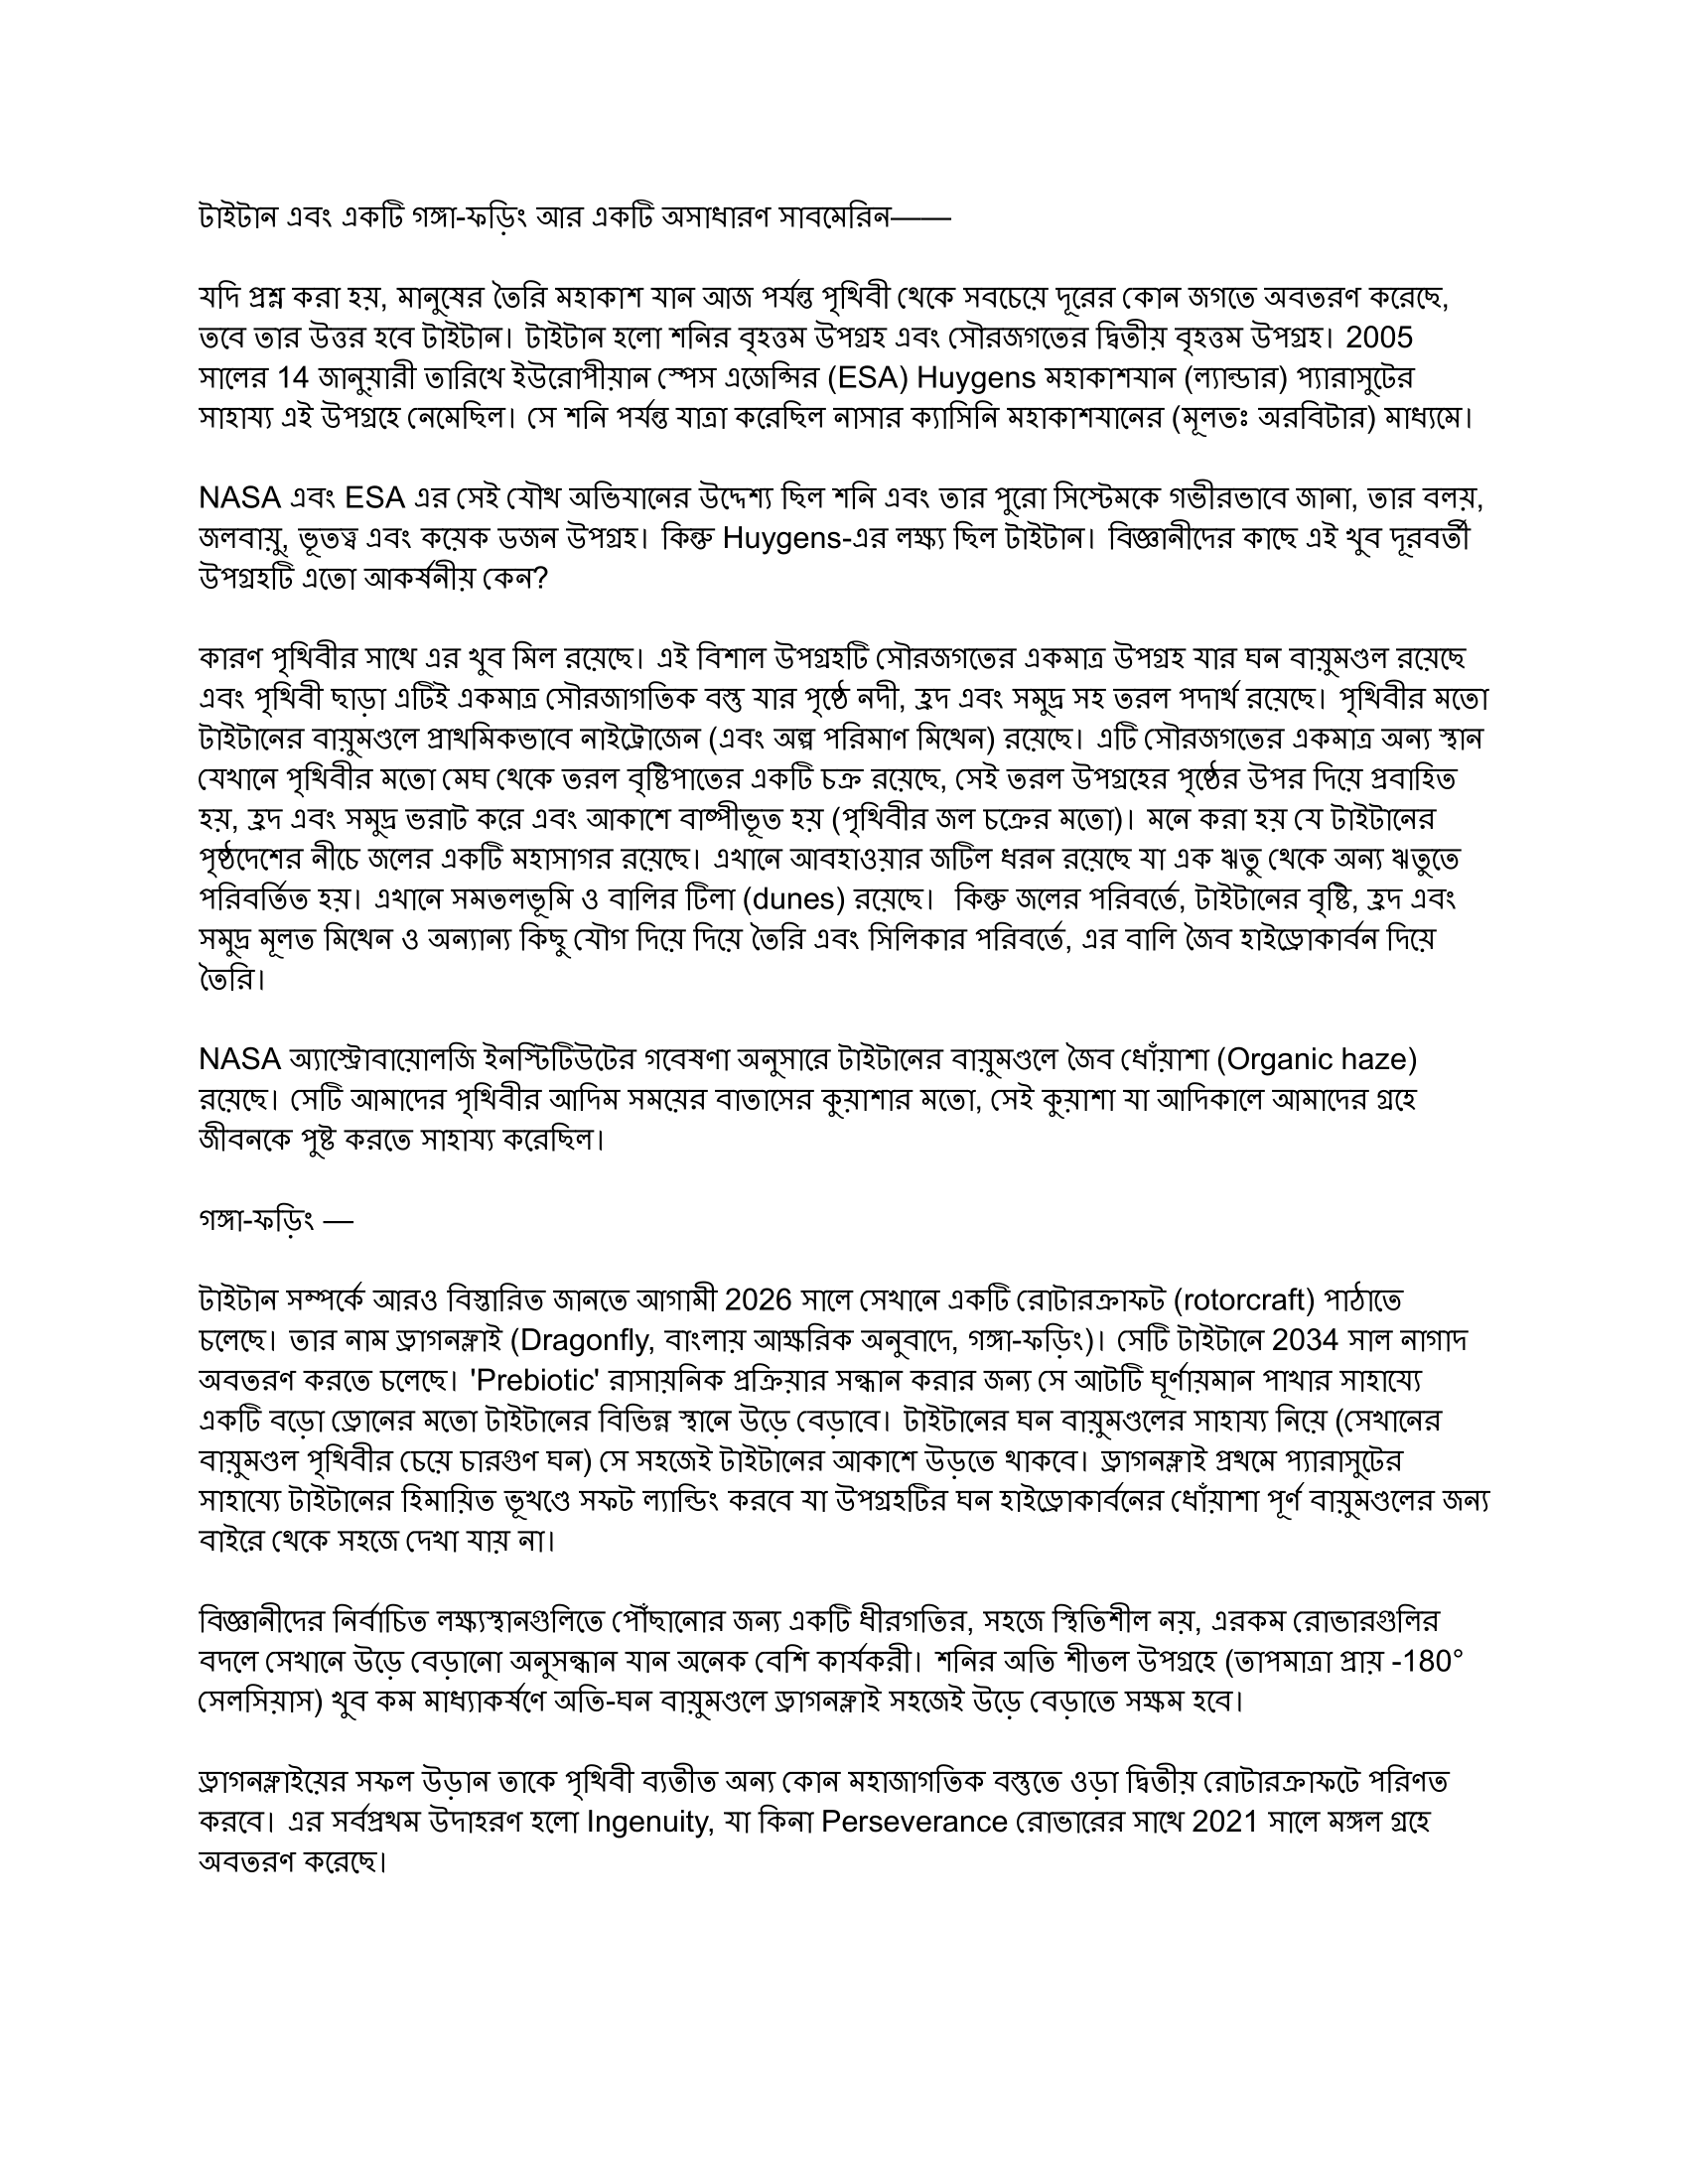 টাইটান এবং একটি গঙ্গা-ফড়িং আর একটি অসাধারণ সাবমেরিন——
যদি প্রশ্ন করা হয়, মানুষের তৈরি মহাকাশ যান আজ পর্যন্ত পৃথিবী থেকে সবচেয়ে দূরের কোন জগতে অবতরণ করেছে,
তবে তার উত্তর হবে টাইটান। টাইটান হলো শনির বৃহত্তম উপগ্রহ এবং সৌরজগতের দ্বিতীয় বৃহত্তম উপগ্রহ। 2005
সালের 14 জানুয়ারী তারিখে ইউরোপীয়ান স্পেস এজেন্সির (ESA) Huygens মহাকাশযান (ল্যান্ডার) প্যারাসুটের
সাহায্য এই উপগ্রহে নেমেছিল। সে শনি পর্যন্ত যাত্রা করেছিল নাসার ক্যাসিনি মহাকাশযানের (মূলতঃ অরবিটার) মাধ্যমে।
NASA এবং ESA এর সেই যৌথ অভিযানের উদ্দেশ্য ছিল শনি এবং তার পুরো সিস্টেমকে গভীরভাবে জানা, তার বলয়,
জলবায়ু, ভূতত্ত্ব এবং কয়েক ডজন উপগ্রহ। কিন্তু Huygens-এর লক্ষ্য ছিল টাইটান। বিজ্ঞানীদের কাছে এই খুব দূরবর্তী
উপগ্রহটি এতো আকর্ষনীয় কেন?
কারণ পৃথিবীর সাথে এর খুব মিল রয়েছে। এই বিশাল উপগ্রহটি সৌরজগতের একমাত্র উপগ্রহ যার ঘন বায়ুমণ্ডল রয়েছে
এবং পৃথিবী ছাড়া এটিই একমাত্র সৌরজাগতিক বস্তু যার পৃষ্ঠে নদী, হ্রদ এবং সমুদ্র সহ তরল পদার্থ রয়েছে। পৃথিবীর মতো
টাইটানের বায়ুমণ্ডলে প্রাথমিকভাবে নাইট্রোজেন (এবং অল্প পরিমাণ মিথেন) রয়েছে। এটি সৌরজগতের একমাত্র অন্য স্থান
যেখানে পৃথিবীর মতো মেঘ থেকে তরল বৃষ্টিপাতের একটি চক্র রয়েছে, সেই তরল উপগ্রহের পৃষ্ঠের উপর দিয়ে প্রবাহিত
হয়, হ্রদ এবং সমুদ্র ভরাট করে এবং আকাশে বাষ্পীভূত হয় (পৃথিবীর জল চক্রের মতো)। মনে করা হয় যে টাইটানের
পৃষ্ঠদেশের নীচে জলের একটি মহাসাগর রয়েছে। এখানে আবহাওয়ার জটিল ধরন রয়েছে যা এক ঋতু থেকে অন্য ঋতুতে
পরিবর্তিত হয়। এখানে সমতলভূমি ও বালির টিলা (dunes) রয়েছে।  কিন্তু জলের পরিবর্তে, টাইটানের বৃষ্টি, হ্রদ এবং
সমুদ্র মূলত মিথেন ও অন্যান্য কিছু যৌগ দিয়ে দিয়ে তৈরি এবং সিলিকার পরিবর্তে, এর বালি জৈব হাইড্রোকার্বন দিয়ে
তৈরি।
NASA অ্যাস্ট্রোবায়োলজি ইনস্টিটিউটের গবেষণা অনুসারে টাইটানের বায়ুমণ্ডলে জৈব ধোঁয়াশা (Organic haze)
রয়েছে। সেটি আমাদের পৃথিবীর আদিম সময়ের বাতাসের কুয়াশার মতো, সেই কুয়াশা যা আদিকালে আমাদের গ্রহে
জীবনকে পুষ্ট করতে সাহায্য করেছিল।
গঙ্গা-ফড়িং —
টাইটান সম্পর্কে আরও বিস্তারিত জানতে আগামী 2026 সালে সেখানে একটি রোটারক্রাফট (rotorcraft) পাঠাতে
চলেছে। তার নাম ড্রাগনফ্লাই (Dragonfly, বাংলায় আক্ষরিক অনুবাদে, গঙ্গা-ফড়িং)। সেটি টাইটানে 2034 সাল নাগাদ
অবতরণ করতে চলেছে। 'Prebiotic' রাসায়নিক প্রক্রিয়ার সন্ধান করার জন্য সে আটটি ঘূর্ণায়মান পাখার সাহায্যে
একটি বড়ো ড্রোনের মতো টাইটানের বিভিন্ন স্থানে উড়ে বেড়াবে। টাইটানের ঘন বায়ুমণ্ডলের সাহায্য নিয়ে (সেখানের
বায়ুমণ্ডল পৃথিবীর চেয়ে চারগুণ ঘন) সে সহজেই টাইটানের আকাশে উড়তে থাকবে। ড্রাগনফ্লাই প্রথমে প্যারাসুটের
সাহায্যে টাইটানের হিমায়িত ভূখণ্ডে সফট ল্যান্ডিং করবে যা উপগ্রহটির ঘন হাইড্রোকার্বনের ধোঁয়াশা পূর্ণ বায়ুমণ্ডলের জন্য
বাইরে থেকে সহজে দেখা যায় না।
বিজ্ঞানীদের নির্বাচিত লক্ষ্যস্থানগুলিতে পৌঁছানোর জন্য একটি ধীরগতির, সহজে স্থিতিশীল নয়, এরকম রোভারগুলির
বদলে সেখানে উড়ে বেড়ানো অনুসন্ধান যান অনেক বেশি কার্যকরী। শনির অতি শীতল উপগ্রহে (তাপমাত্রা প্রায় -180°
সেলসিয়াস) খুব কম মাধ্যাকর্ষণে অতি-ঘন বায়ুমণ্ডলে ড্রাগনফ্লাই সহজেই উড়ে বেড়াতে সক্ষম হবে।
ড্রাগনফ্লাইয়ের সফল উড়ান তাকে পৃথিবী ব্যতীত অন্য কোন মহাজাগতিক বস্তুতে ওড়া দ্বিতীয় রোটারক্রাফটে পরিণত
করবে। এর সর্বপ্রথম উদাহরণ হলো Ingenuity, যা কিনা Perseverance রোভারের সাথে 2021 সালে মঙ্গল গ্রহে
অবতরণ করেছে।